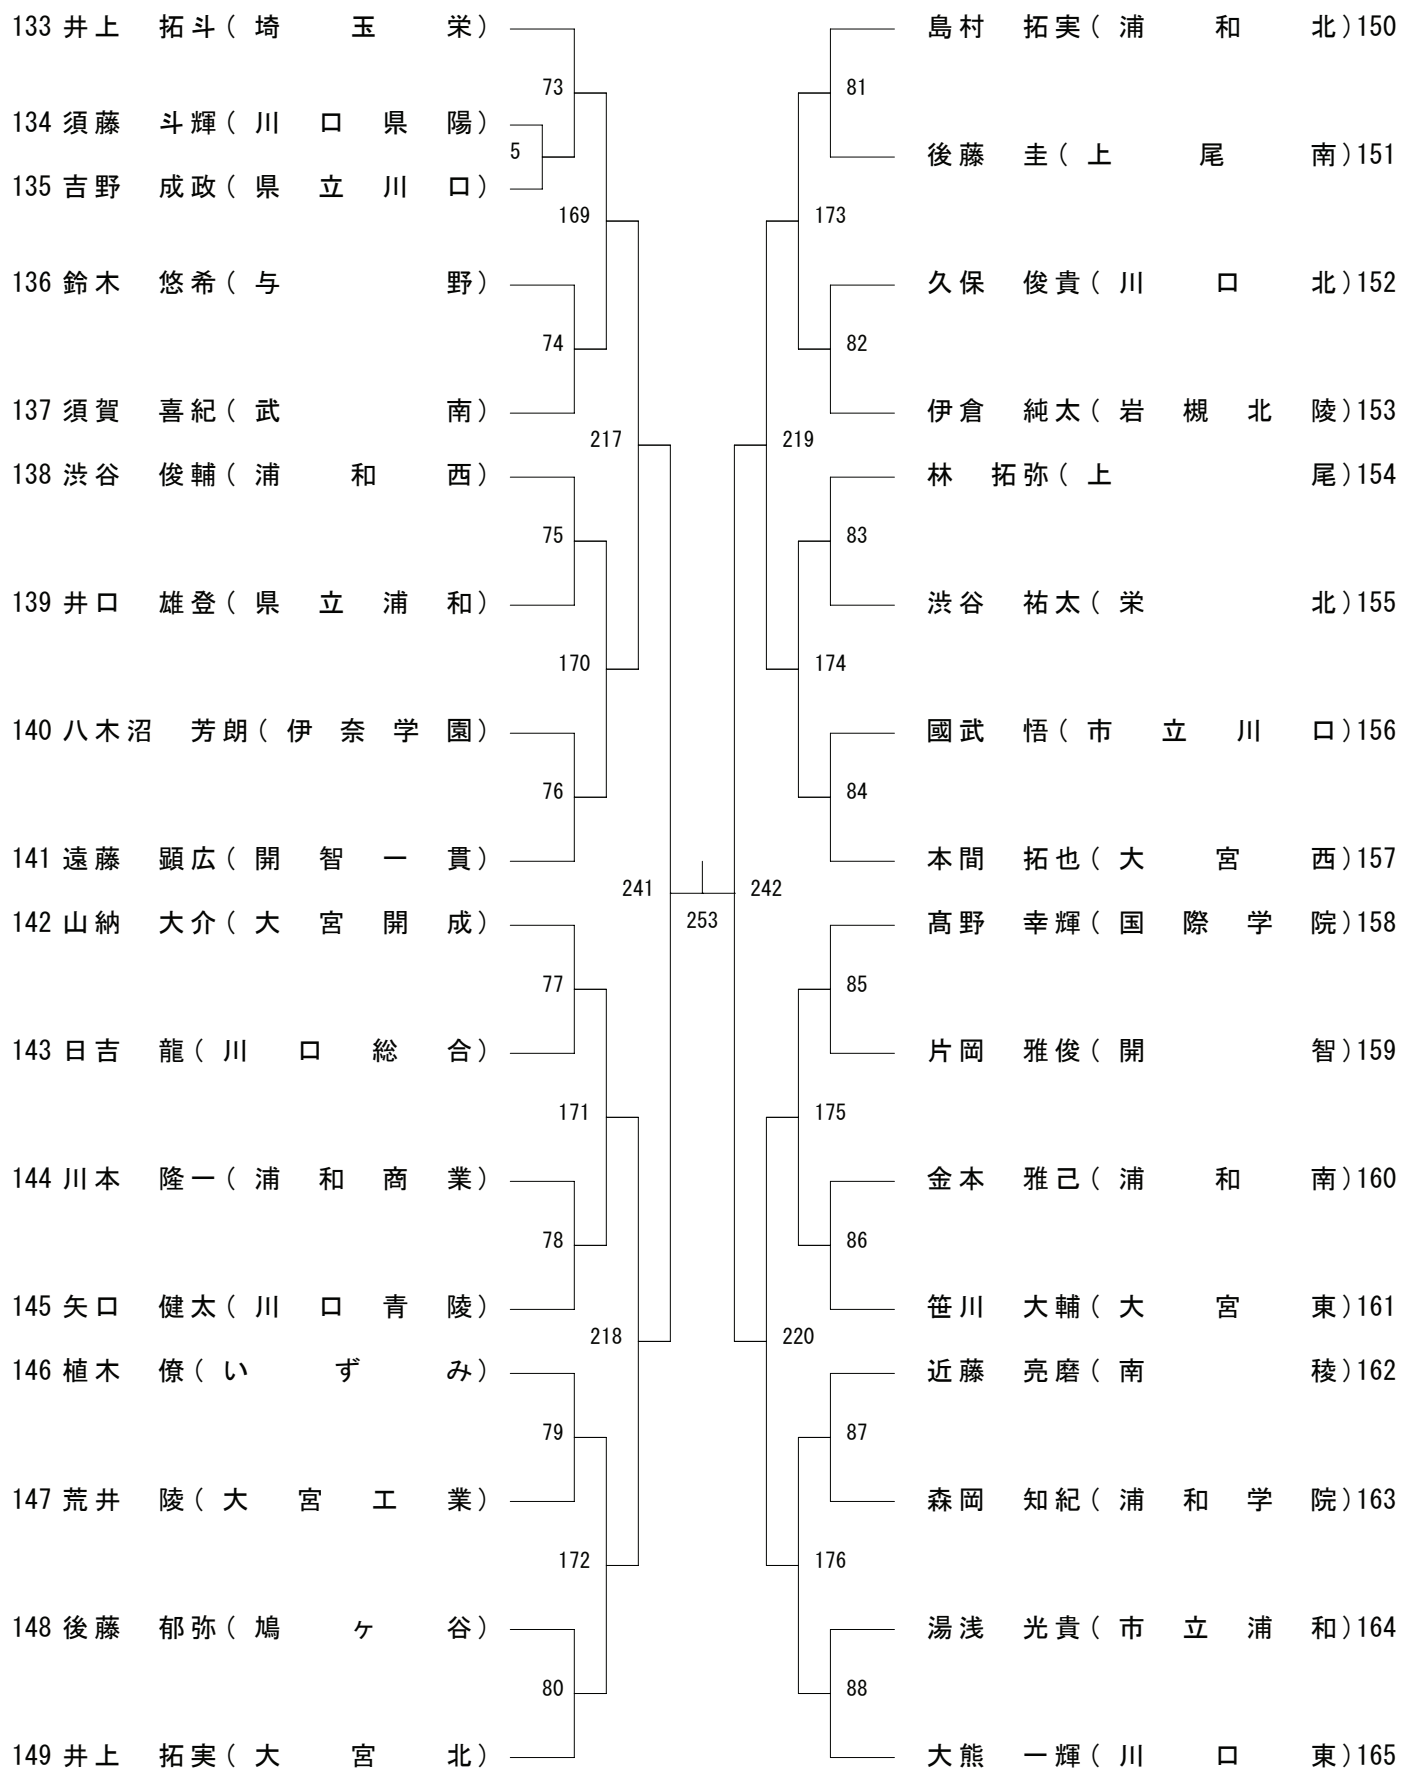 133 井上 拓斗(埼玉栄)
73
134 須藤 斗輝(川口県陽)
5
135 吉野 成政(県立川口)
169
136 鈴木 悠希(与野)
74
137 須賀 喜紀(武南)
217
138 渋谷 俊輔(浦和西)
75
139 井口 雄登(県立浦和)
170
140 八木沼 芳朗(伊奈学園)
76
141 遠藤 顕広(開智一貫)
241
142 山納 大介(大宮開成)
77
143 日吉 龍(川口総合)
171
144 川本 隆一(浦和商業)
78
145 矢口 健太(川口青陵)
218
146 植木 僚(いずみ)
79
147 荒井 陵(大宮工業)
172
148 後藤 郁弥(鳩ヶ谷)
80
149 井上 拓実(大宮北)
253
島村 拓実(浦和北)150
81
後藤 圭(上尾南)151
173
久保 俊貴(川口北)152
82
伊倉 純太(岩槻北陵)153
219
林 拓弥(上尾)154
83
渋谷 祐太(栄北)155
174
國武 悟(市立川口)156
84
本間 拓也(大宮西)157
242
髙野 幸輝(国際学院)158
85
片岡 雅俊(開智)159
175
金本 雅己(浦和南)160
86
笹川 大輔(大宮東)161
220
近藤 亮磨(南稜)162
87
森岡 知紀(浦和学院)163
176
湯浅 光貴(市立浦和)164
88
大熊 一輝(川口東)165